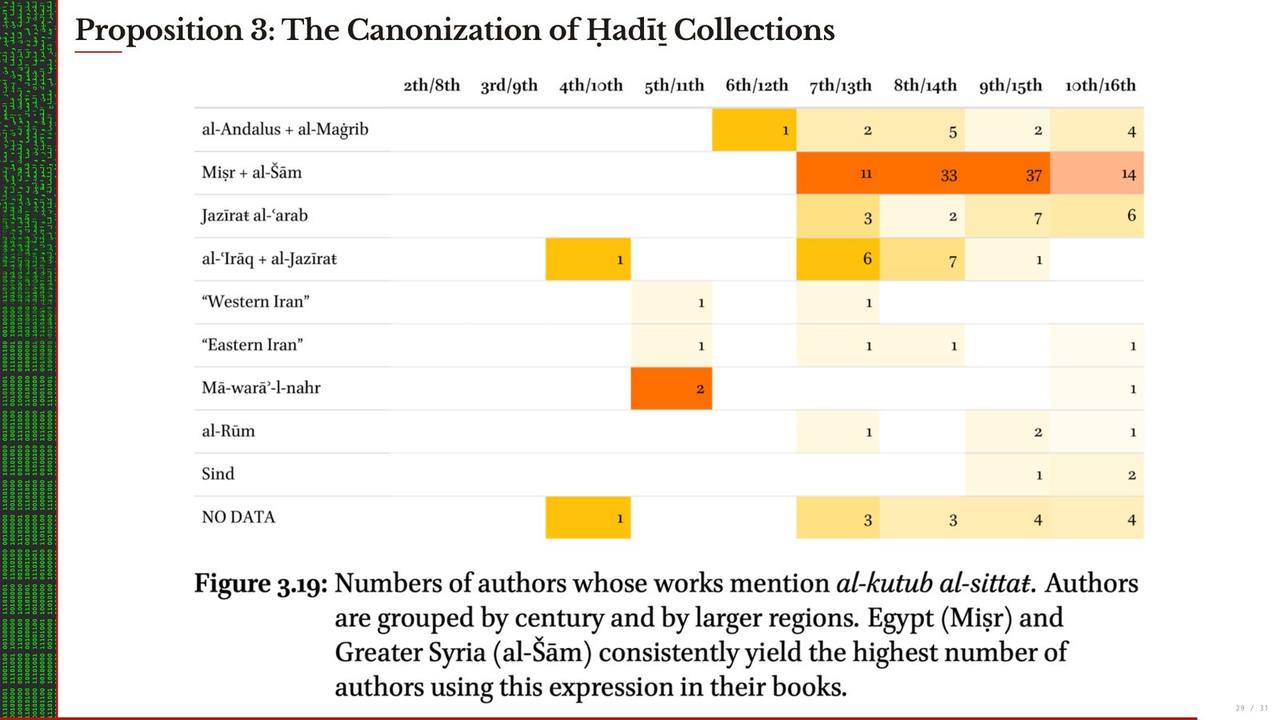 Proposition 3: The Canonization of Ḥadīṯ Collections
2th/8th 3rd/9th 4th/10th 5th/11th 6th/12th 7th/13th 8th/14th 9th/15th 10th/16th
al-Andalus + al-Maġrib 1 2 5 2 4
Miṣr + al-Šām 11 33 37 14
Jazīraŧ al-ʿarab 3 2 7 6
al-ʿIrāq + al-Jazīraŧ 1 6 7 1
“Western Iran” 1 1
“Eastern Iran” 1 1 1 1
Mā-warāʾ-l-nahr 2 1
al-Rūm 1 2 1
Sind 1 2
NO DATA 1 3 3 4 4
Figure 3.19: Numbers of authors whose works mention al-kutub al-sittaŧ. Authors
are grouped by century and by larger regions. Egypt (Miṣr) and
Greater Syria (al-Šām) consistently yield the highest number of
authors using this expression in their books.
29 / 31